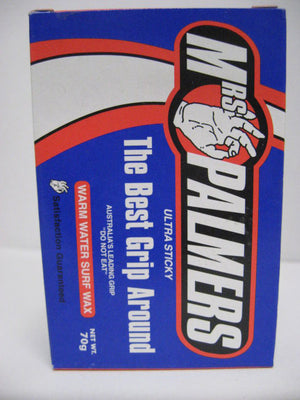 MRS
PALMERS
ULTRA STICKY
The Best Grip Around
AUSTRALIA'S LEADING GRIP
"DO NOT EAT"
WARM WATER SURF WAX
Satisfaction Guaranteed
NET WT.
70g